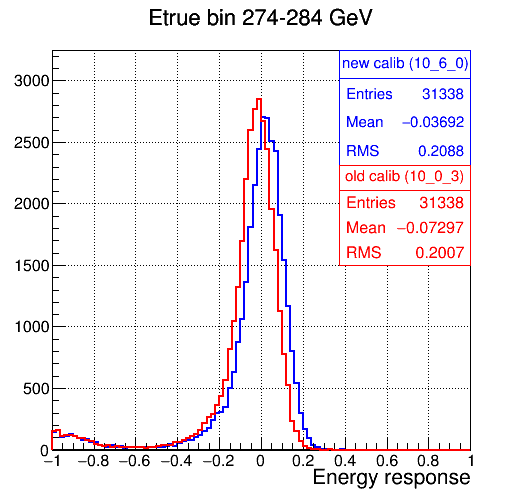 Etrue bin 274-284 GeV
new calib (10_6_0)
Entries 31338
Mean −0.03692
RMS 0.2088
old calib (10_0_3)
Entries 31338
Mean −0.07297
RMS 0.2007
3000
2500
2000
1500
1000
500
0
−1 −0.8 −0.6 −0.4 −0.2 0 0.2 0.4 0.6 0.8 1
Energy response